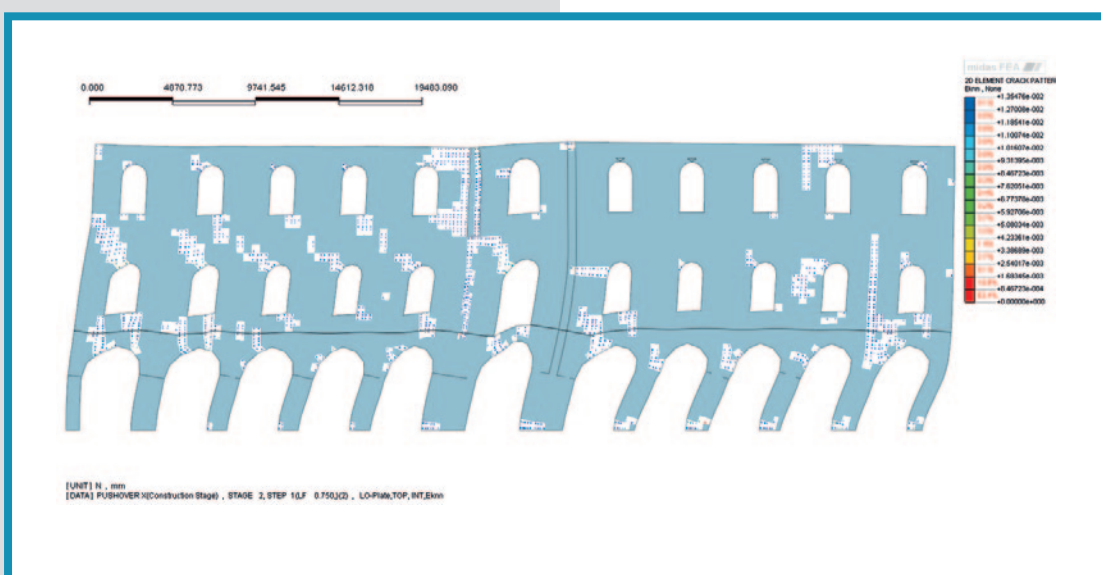 0.000 4870.773 9741.545 14612.318 19483.090
midas FEA
2D ELEMENT CRACK PATTER
Eknn , None
+1.35476e-002
+1.27008e-002
+1.18541e-002
+1.10074e-002
+1.01607e-002
+9.31395e-003
+8.46723e-003
+7.62051e-003
+6.77378e-003
+5.92706e-003
+5.08034e-003
+4.23361e-003
+3.38689e-003
+2.54017e-003
+1.69345e-003
+8.46723e-004
+0.00000e+000
[UNIT] N , mm
[DATA] PUSHOVER X(Construction Stage) , STAGE 2, STEP 1(LF 0.750,)(2) , LO-Plate,TOP, INT,Eknn